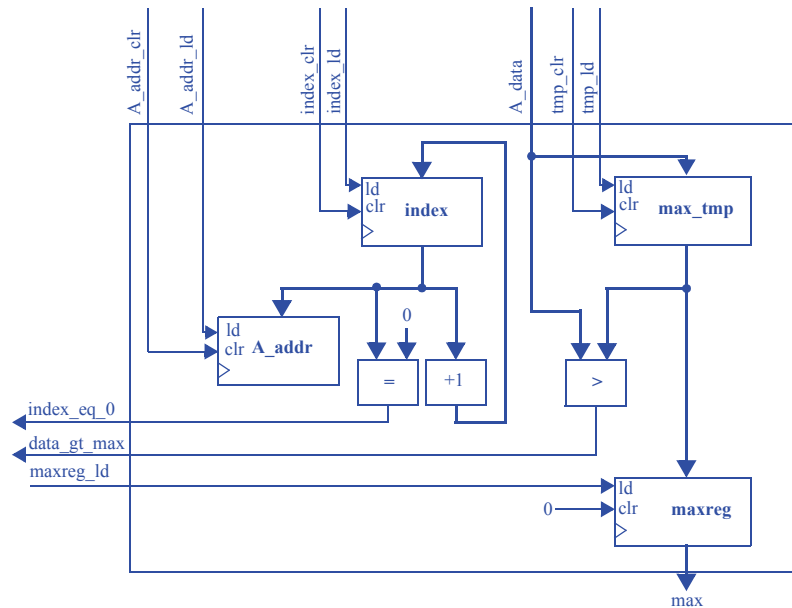 A_addr_clr
A_addr_ld
index_clr
index_ld
A_data
tmp_clr
tmp_ld
ld
clr
index
ld
clr
max_tmp
0
ld
clr
A_addr
=
+1
>
index_eq_0
data_gt_max
maxreg_ld
ld
0
clr
maxreg
max